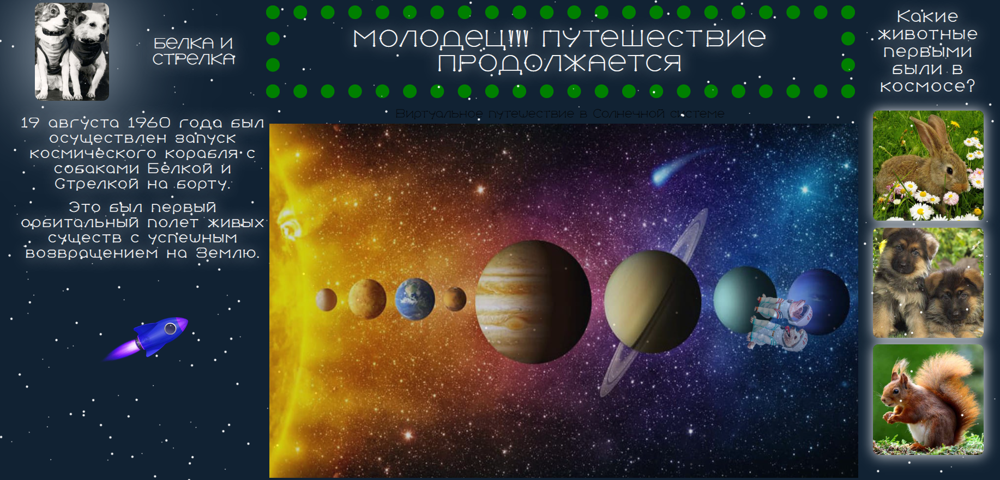 БЕЛКА И
СТРЕЛКА
19 августа 1960 года был
осуществлен запуск
космического корабля с
собаками Белкой и
Стрелкой на борту.
Это был первый
орбитальный полет живых
существ с успешным
возвращением на Землю.
МОЛОДЕЦ!!! ПУТЕШЕСТВИЕ
ПРОДОЛЖАЕТСЯ
Виртуальное путешествие в Солнечной системе
Какие
животные
первыми
были в
космосе?